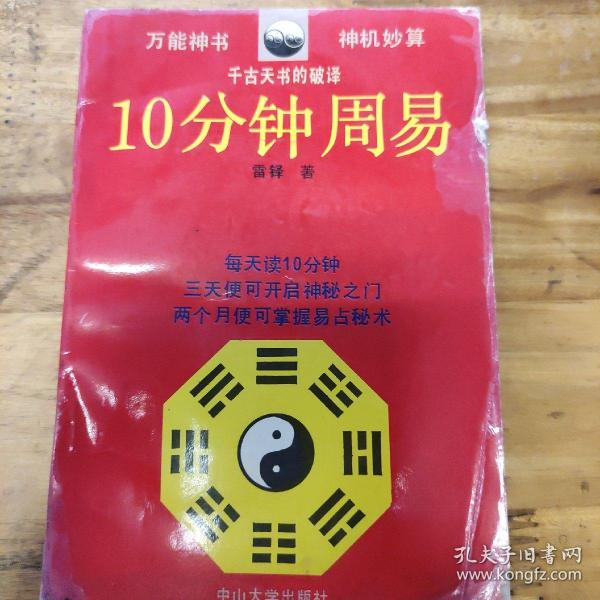 万能神书 神机妙算
千古天书的破译
10分钟周易
雷铎 著
每天读10分钟
三天便可开启神秘之门
两个月便可掌握易占秘术
中山大学出版社
孔夫子旧書网
www.kongfz.com